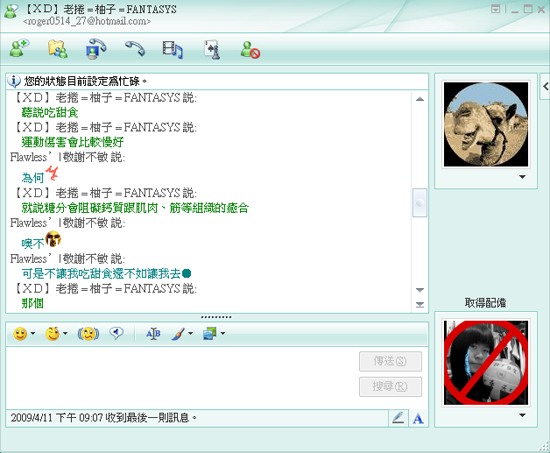 【ＸＤ】老捲＝柚子＝FANTASYS
<roger0514_27@hotmail.com>
您的狀態目前設定為忙碌。
【ＸＤ】老捲＝柚子＝FANTASYS 說:
聽說吃甜食
【ＸＤ】老捲＝柚子＝FANTASYS 說:
運動傷害會比較慢好
Flawless’ |敬謝不敏 說:
為何
【ＸＤ】老捲＝柚子＝FANTASYS 說:
就說糖分會阻礙鈣質跟肌肉、筋等組織的癒合
Flawless’ |敬謝不敏 說:
噢不
Flawless’ |敬謝不敏 說:
可是不讓我吃甜食還不如讓我去●
【ＸＤ】老捲＝柚子＝FANTASYS 說:
那個
取得配備
傳送(S)
搜尋(R)
2009/4/11 下午 09:07 收到最後一則訊息。